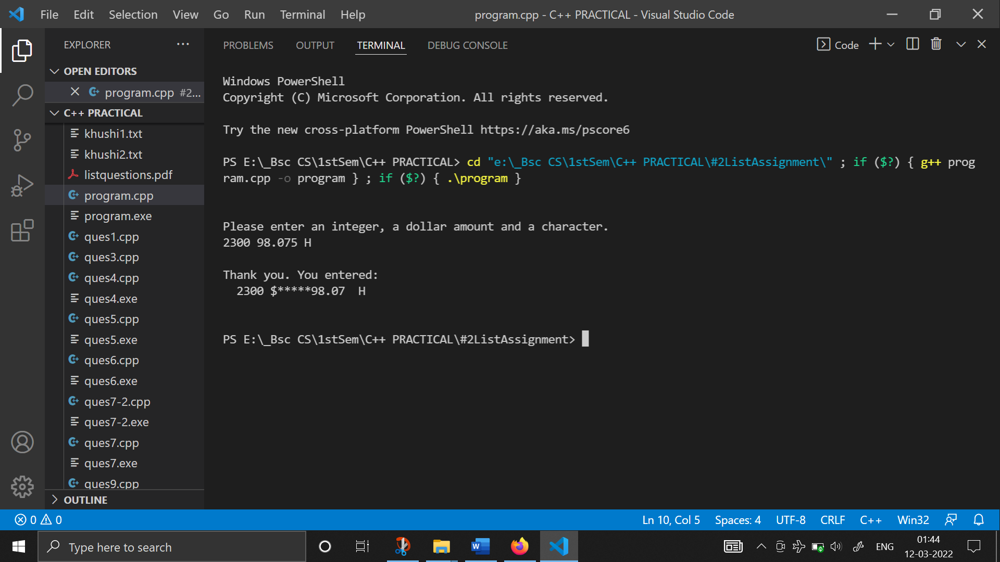 File Edit Selection View Go Run Terminal Help program.cpp - C++ PRACTICAL - Visual Studio Code
EXPLORER ...
OPEN EDITORS
program.cpp #2...
C++ PRACTICAL
khushi1.txt
khushi2.txt
listquestions.pdf
program.cpp
program.exe
ques1.cpp
ques3.cpp
ques4.cpp
ques4.exe
ques5.cpp
ques5.exe
ques6.cpp
ques6.exe
ques7-2.cpp
ques7-2.exe
ques7.cpp
ques7.exe
ques9.cpp
OUTLINE
PROBLEMS OUTPUT TERMINAL DEBUG CONSOLE Code
Windows PowerShell
Copyright (C) Microsoft Corporation. All rights reserved.
Try the new cross-platform PowerShell https://aka.ms/pscore6
PS E:\_Bsc CS\1stSem\C++ PRACTICAL> cd "e:\_Bsc CS\1stSem\C++ PRACTICAL\#2ListAssignment\" ; if ($?) { g++ prog
ram.cpp -o program } ; if ($?) { .\program }
Please enter an integer, a dollar amount and a character.
2300 98.075 H
Thank you. You entered:
  2300 $*****98.07  H
PS E:\_Bsc CS\1stSem\C++ PRACTICAL\#2ListAssignment>
0 0 Ln 10, Col 5 Spaces: 4 UTF-8 CRLF C++ Win32
Type here to search W ENG 01:44
12-03-2022